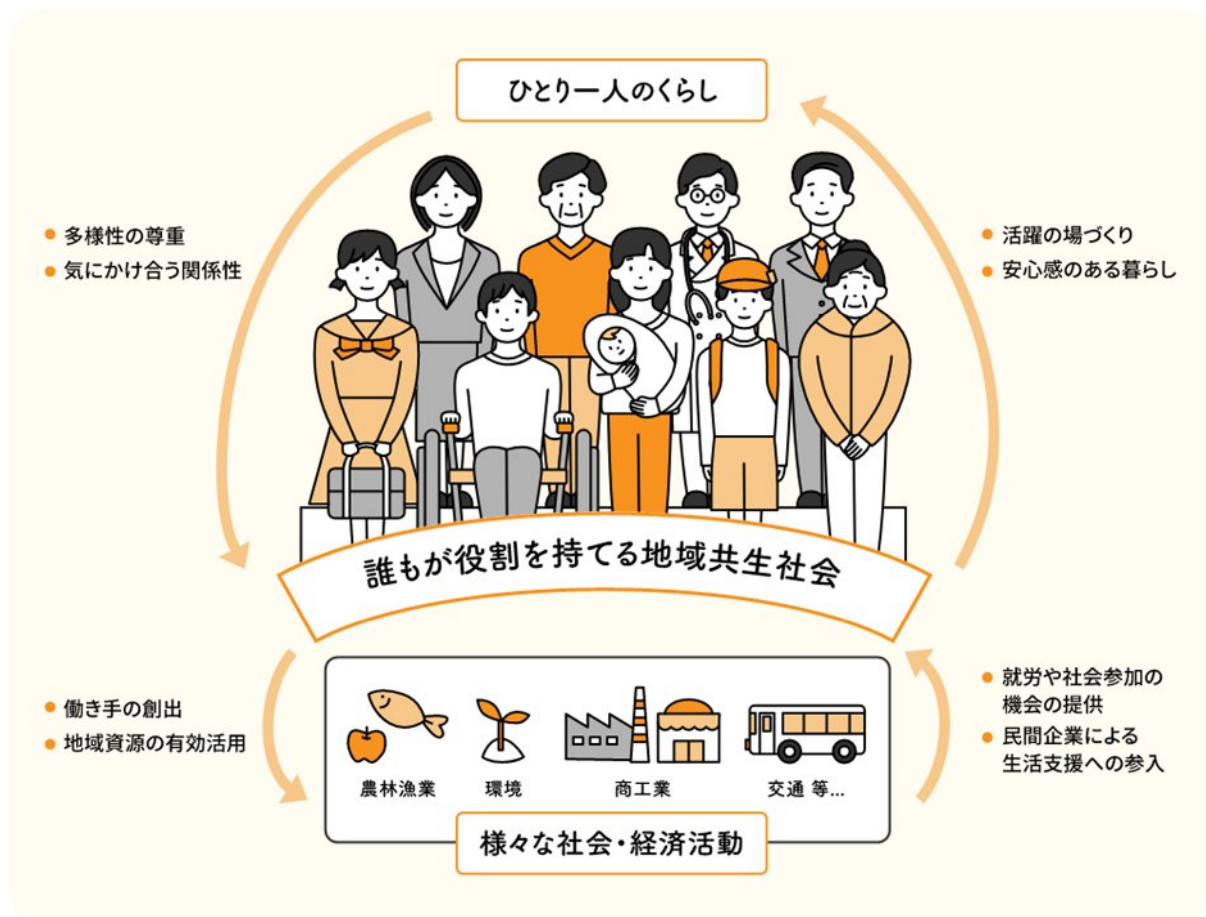 ひとり一人のくらし
多様性の尊重
気にかけ合う関係性
活躍の場づくり
安心感のある暮らし
誰もが役割を持てる地域共生社会
働き手の創出
地域資源の有効活用
就労や社会参加の
機会の提供
民間企業による
生活支援への参入
農林漁業
環境
商工業
交通 等...
様々な社会・経済活動